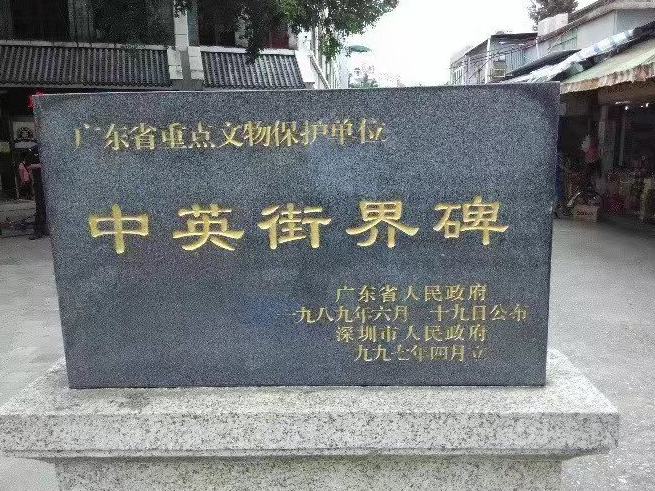 广东省重点文物保护单位
中英街界碑
广东省人民政府
一九八九年六月 十九日公布
深圳市人民政府
九九七年四月立